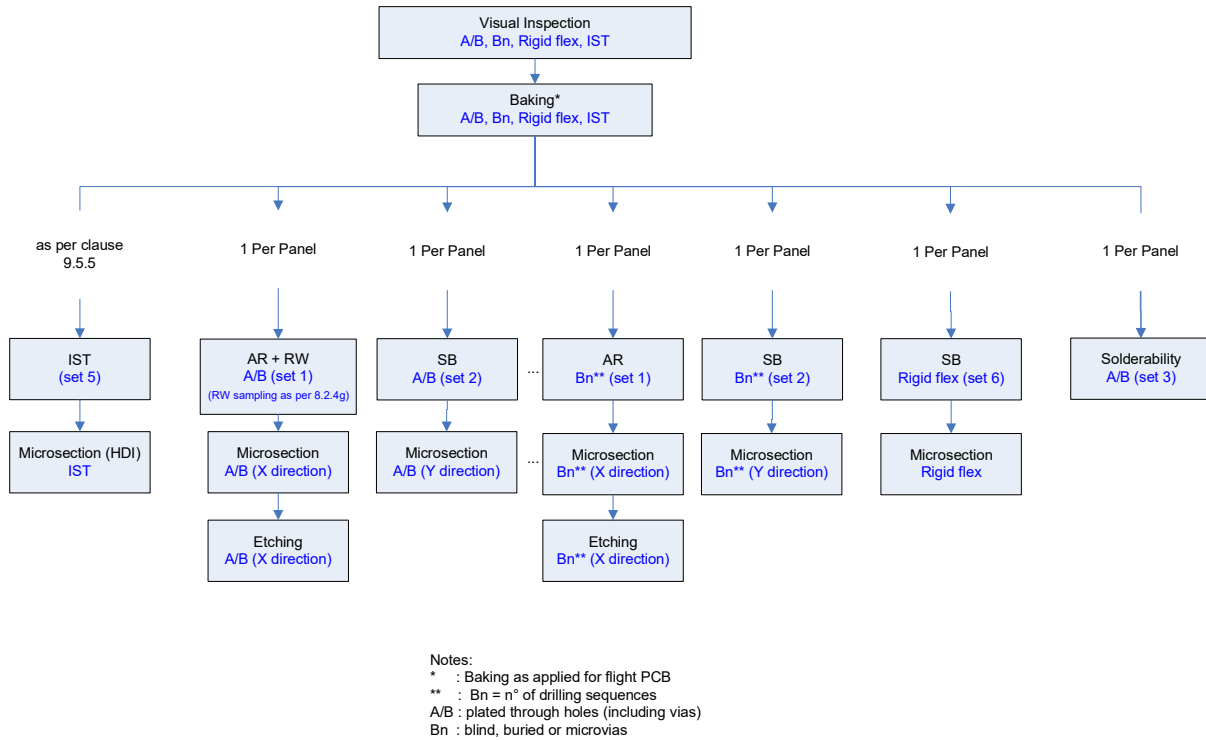 Visual Inspection
A/B, Bn, Rigid flex, IST
Baking*
A/B, Bn, Rigid flex, IST
as per clause
9.5.5
1 Per Panel
1 Per Panel
1 Per Panel
1 Per Panel
1 Per Panel
1 Per Panel
IST
(set 5)
AR + RW
A/B (set 1)
(RW sampling as per 8.2.4g)
SB
A/B (set 2)
...
AR
Bn** (set 1)
SB
Bn** (set 2)
SB
Rigid flex (set 6)
Solderability
A/B (set 3)
Microsection (HDI)
IST
Microsection
A/B (X direction)
Microsection
A/B (Y direction)
...
Microsection
Bn** (X direction)
Microsection
Bn** (Y direction)
Microsection
Rigid flex
Etching
A/B (X direction)
Etching
Bn** (X direction)
Notes:
* : Baking as applied for flight PCB
** : Bn = n° of drilling sequences
A/B : plated through holes (including vias)
Bn : blind, buried or microvias